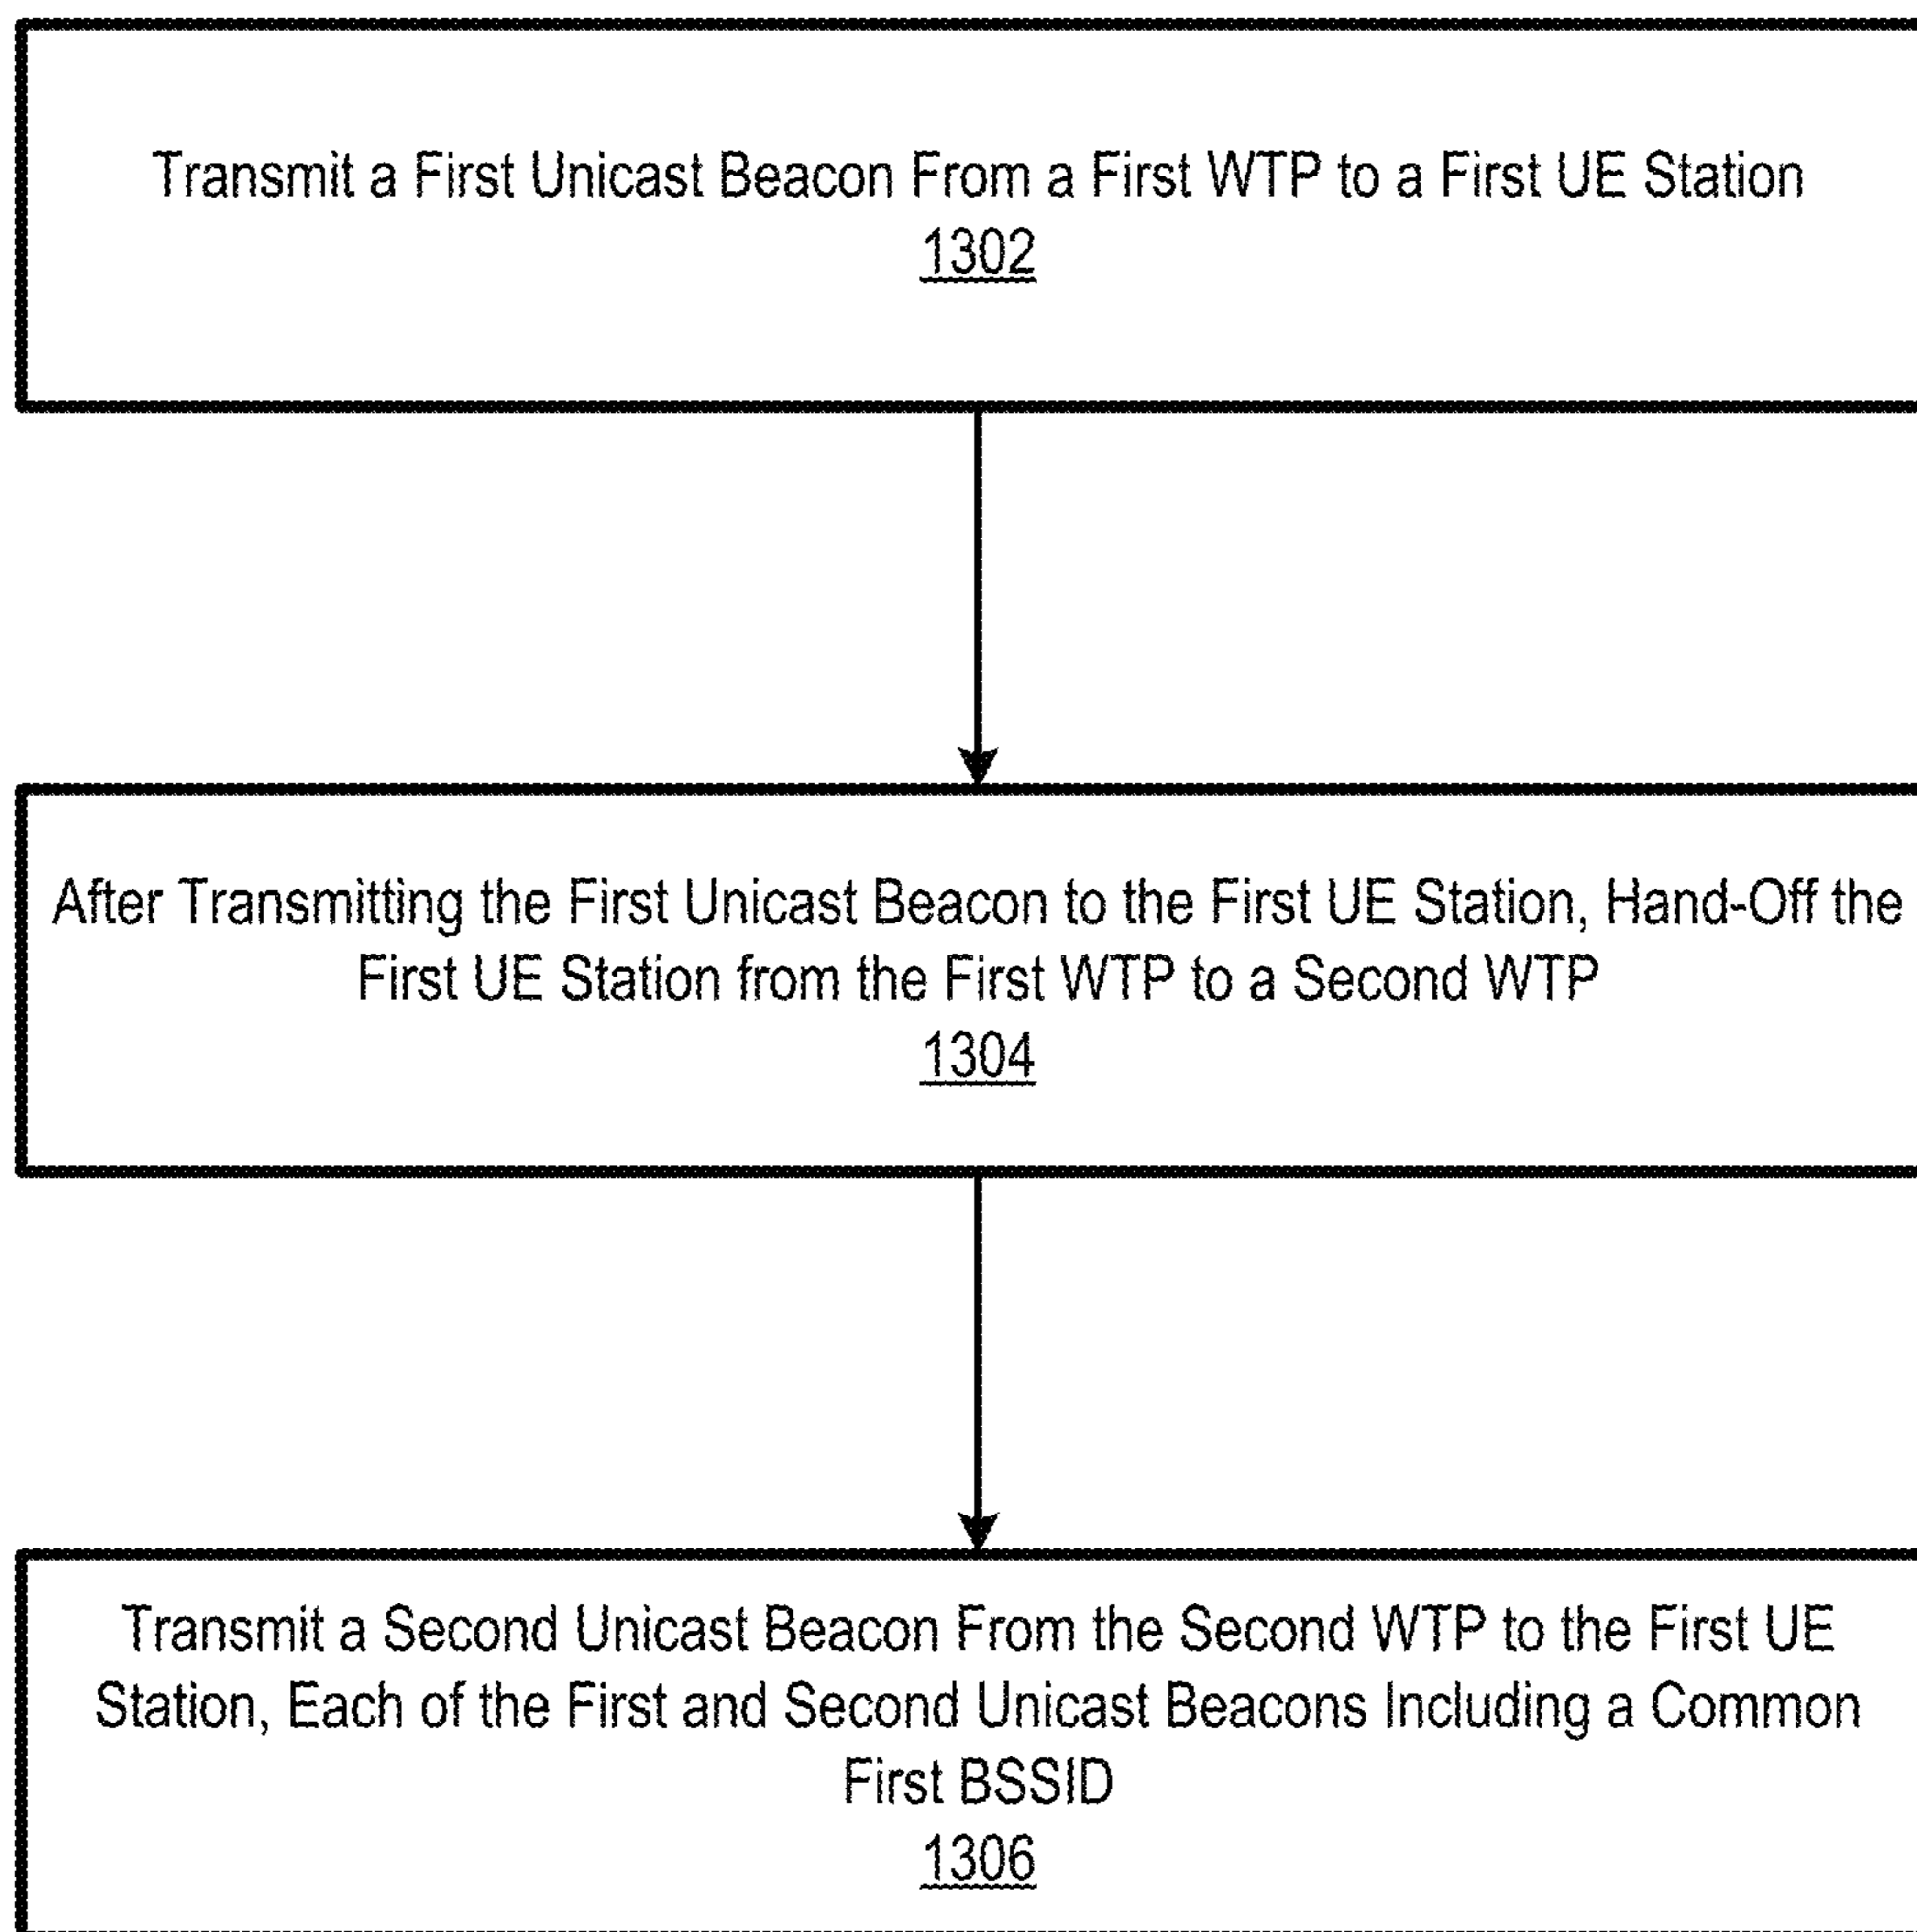 Transmit a First Unicast Beacon From a First WTP to a First UE Station
1302
After Transmitting the First Unicast Beacon to the First UE Station, Hand-Off the
First UE Station from the First WTP to a Second WTP
1304
Transmit a Second Unicast Beacon From the Second WTP to the First UE
Station, Each of the First and Second Unicast Beacons Including a Common
First BSSID
1306